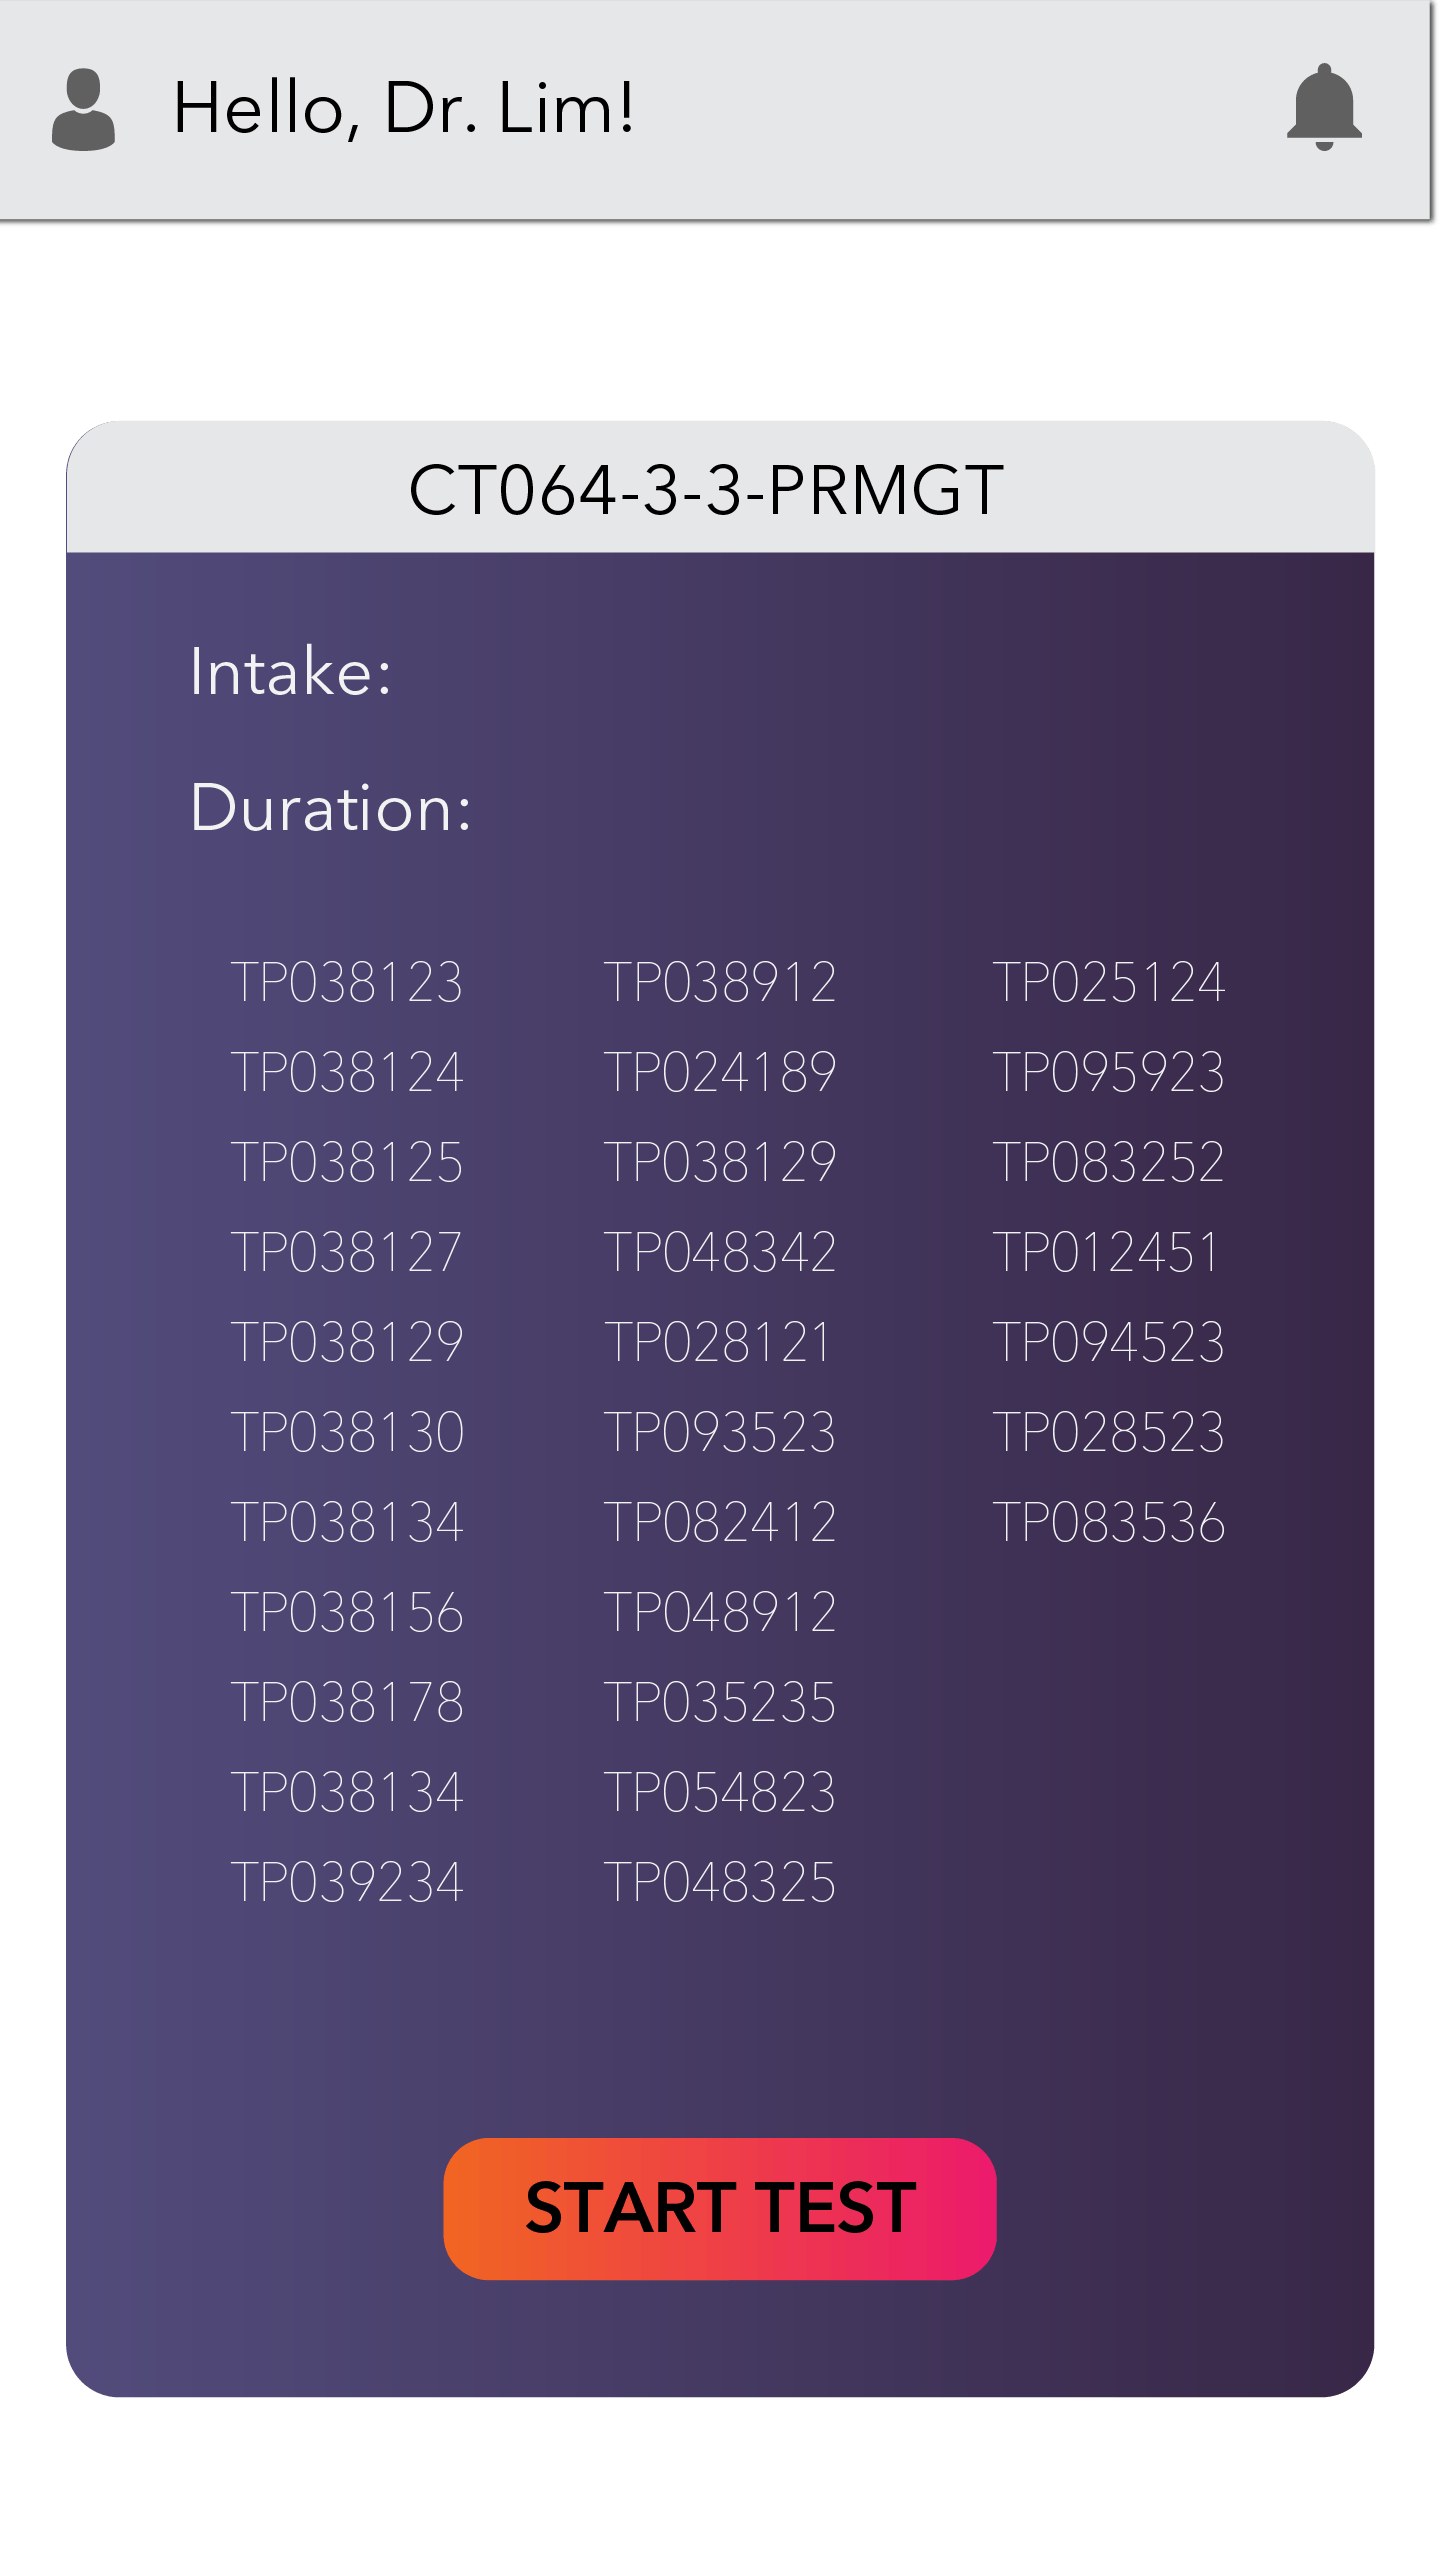 Hello, Dr. Lim!
CT064-3-3-PRMGT
Intake:
Duration:
TP038123 TP038912 TP025124
TP038124 TP024189 TP095923
TP038125 TP038129 TP083252
TP038127 TP048342 TP012451
TP038129 TP028121 TP094523
TP038130 TP093523 TP028523
TP038134 TP082412 TP083536
TP038156 TP048912
TP038178 TP035235
TP038134 TP054823
TP039234 TP048325
START TEST